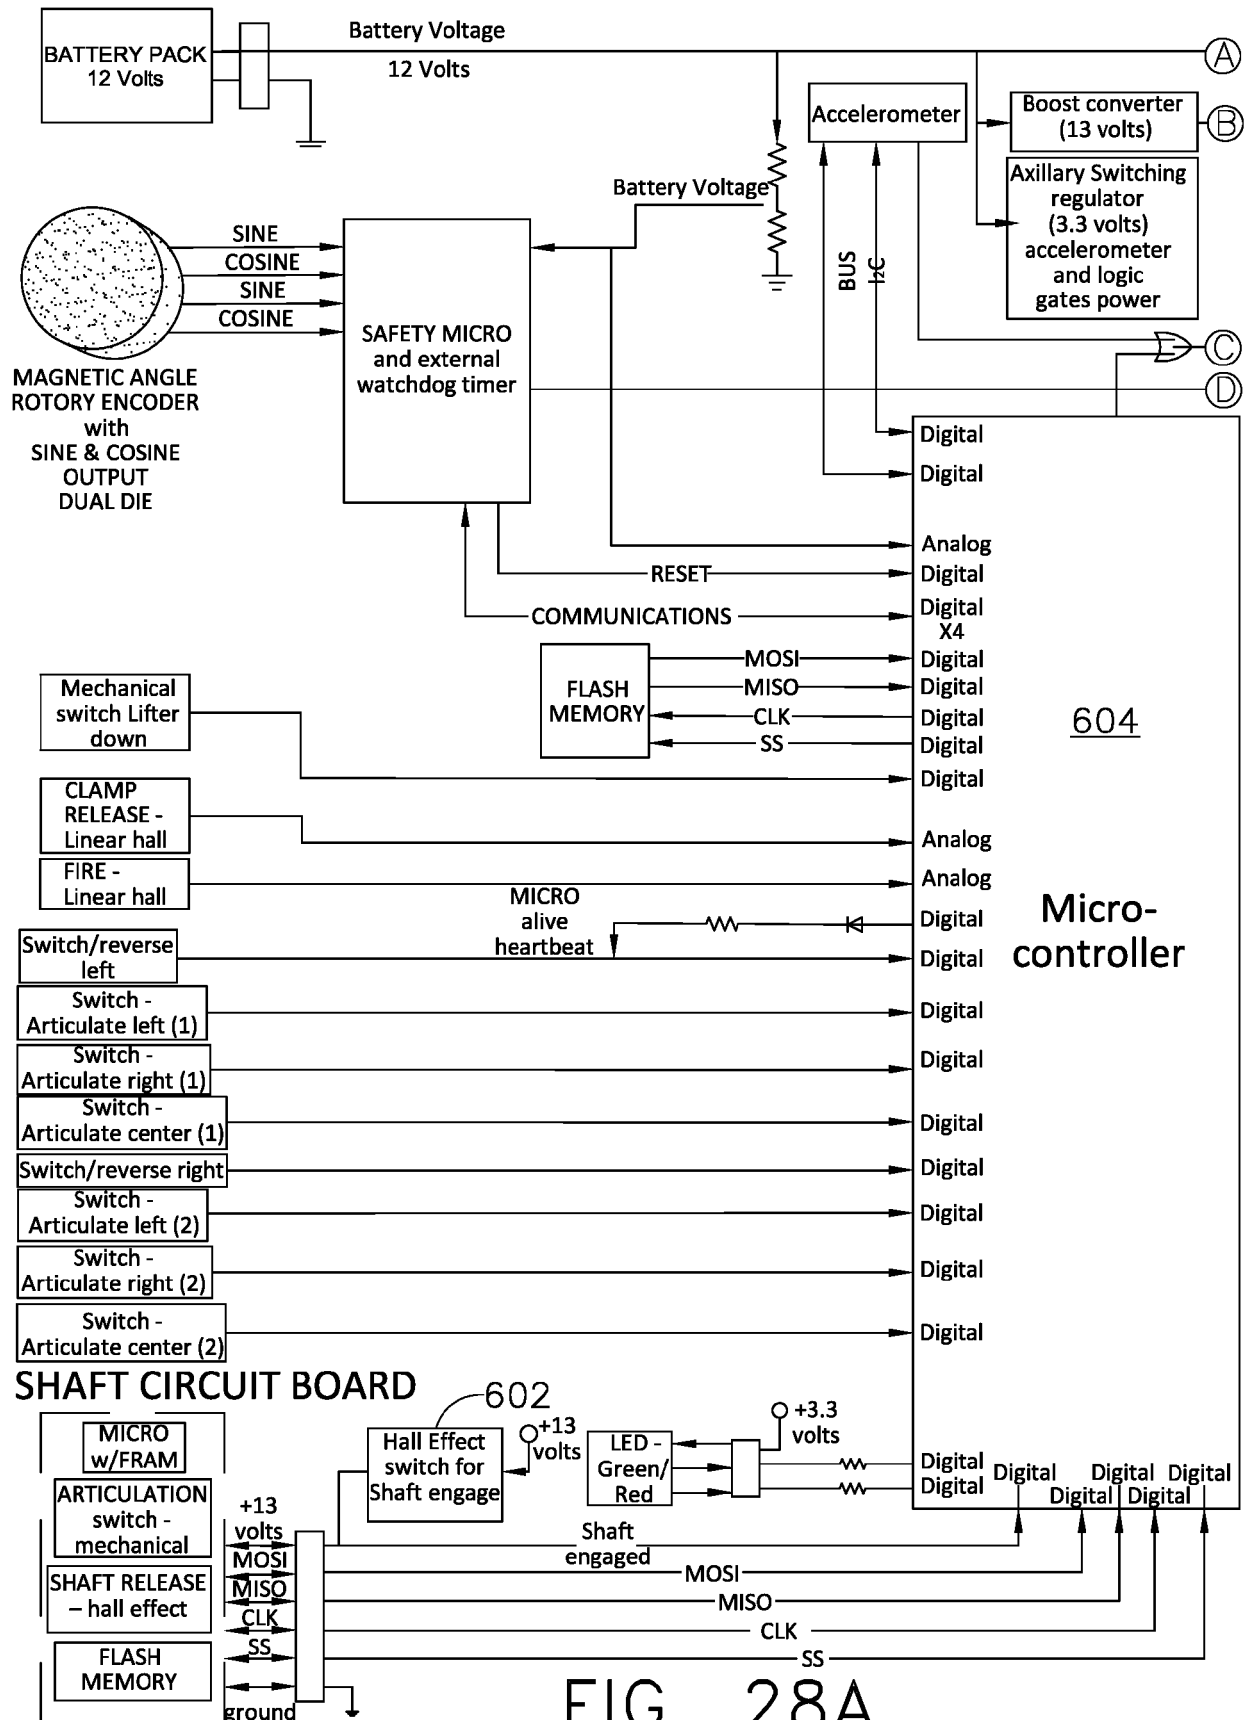 BATTERY PACK
12 Volts
Battery Voltage
12 Volts
A
Accelerometer
Boost converter
(13 volts)
B
Axillary Switching
regulator
(3.3 volts)
accelerometer
and logic
gates power
Battery Voltage
BUS
I2C
C
D
SINE
COSINE
SINE
COSINE
MAGNETIC ANGLE
ROTORY ENCODER
with
SINE & COSINE
OUTPUT
DUAL DIE
SAFETY MICRO
and external
watchdog timer
Digital
Digital
Analog
RESET
Digital
COMMUNICATIONS
Digital
X4
FLASH
MEMORY
MOSI
Digital
MISO
Digital
CLK
Digital
SS
Digital
604
Micro-
controller
Mechanical
switch Lifter
down
Digital
CLAMP
RELEASE -
Linear hall
Analog
FIRE -
Linear hall
Analog
MICRO
alive
heartbeat
Digital
Switch/reverse
left
Digital
Switch -
Articulate left (1)
Digital
Switch -
Articulate right (1)
Digital
Switch -
Articulate center (1)
Digital
Switch/reverse right
Digital
Switch -
Articulate left (2)
Digital
Switch -
Articulate right (2)
Digital
Switch -
Articulate center (2)
Digital
SHAFT CIRCUIT BOARD
MICRO
w/FRAM
ARTICULATION
switch -
mechanical
SHAFT RELEASE
– hall effect
FLASH
MEMORY
+13
volts
MOSI
MISO
CLK
SS
ground
602
Hall Effect
switch for
Shaft engage
+13
volts
LED -
Green/
Red
+3.3
volts
Digital
Digital
Digital
Digital
Digital
Digital
Digital
Shaft
engaged
MOSI
MISO
CLK
SS
FIG. 28A